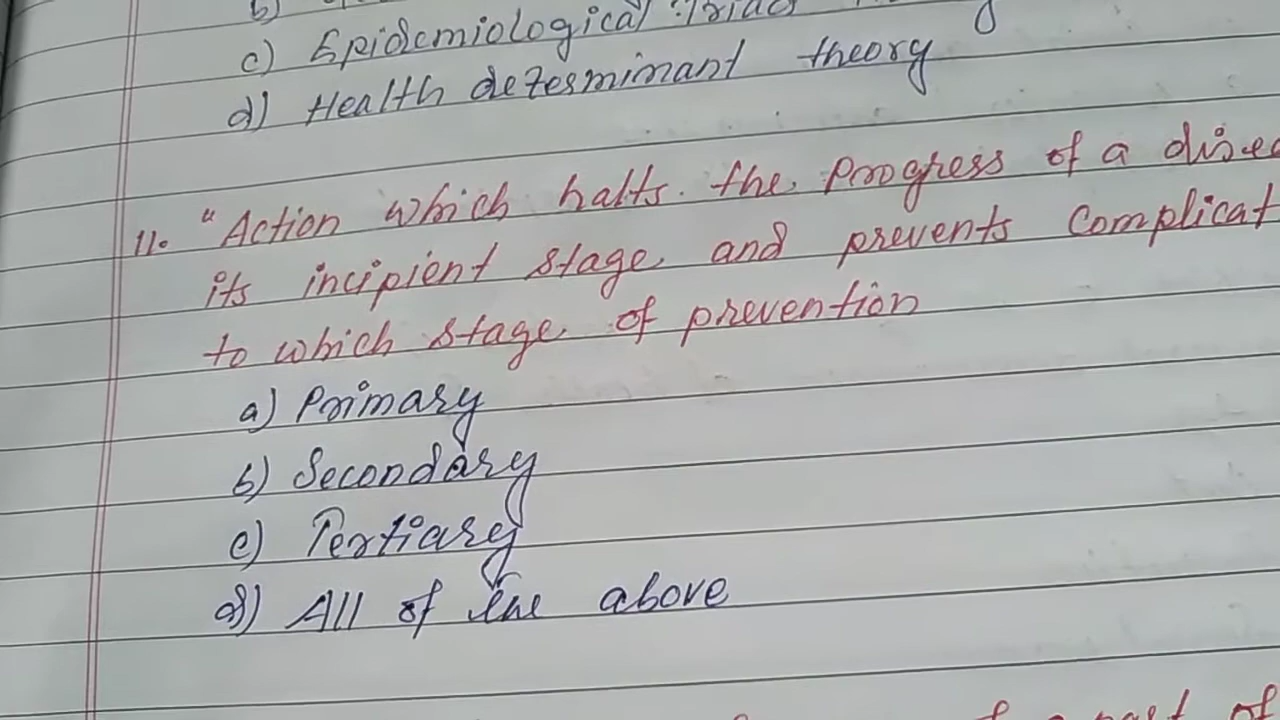 b)
c) Epidemiological Triad
d) Health determinant theory
11. "Action which halts the Progress of a
its incipient stage and prevents Complicat
to which stage of prevention
a) Primary
b) Secondary
c) Tertiary
d) All of the above
of